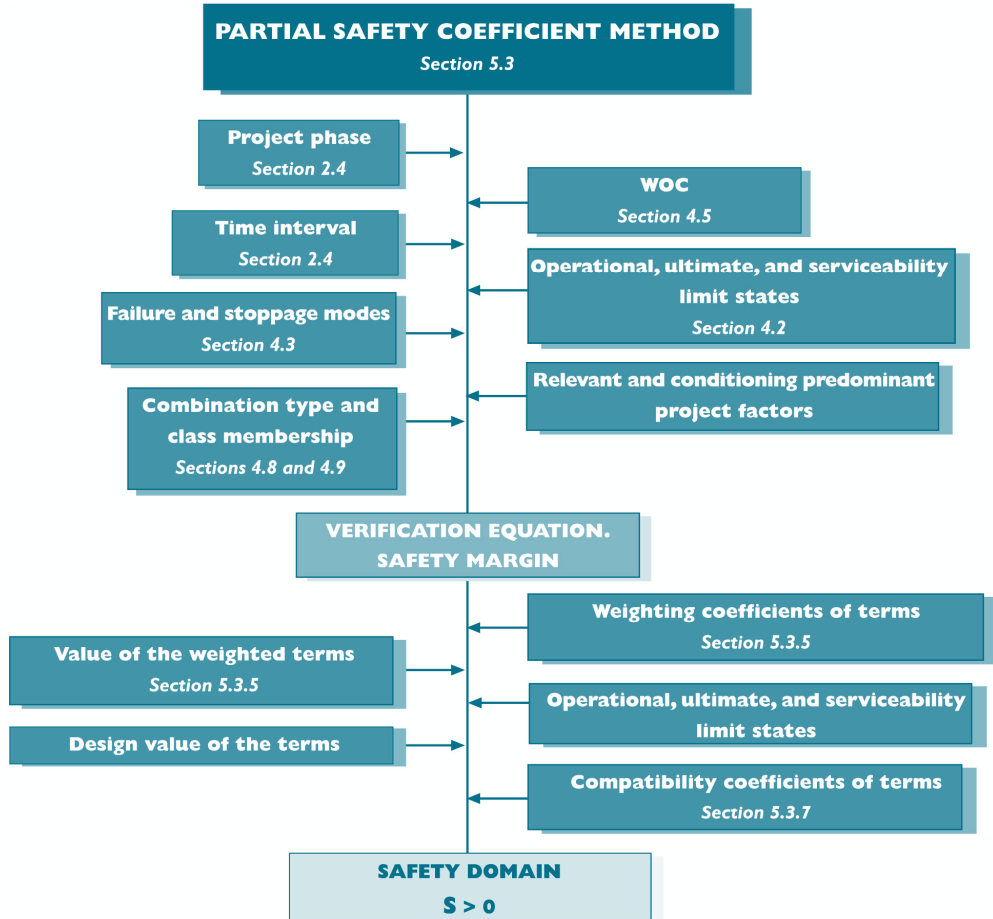 PARTIAL SAFETY COEFFICIENT METHOD
Section 5.3
Project phase
Section 2.4
WOC
Section 4.5
Time interval
Section 2.4
Operational, ultimate, and serviceability
limit states
Section 4.2
Failure and stoppage modes
Section 4.3
Relevant and conditioning predominant
project factors
Combination type and
class membership
Sections 4.8 and 4.9
VERIFICATION EQUATION.
SAFETY MARGIN
Weighting coefficients of terms
Section 5.3.5
Value of the weighted terms
Section 5.3.5
Operational, ultimate, and serviceability
limit states
Design value of the terms
Compatibility coefficients of terms
Section 5.3.7
SAFETY DOMAIN
S > 0